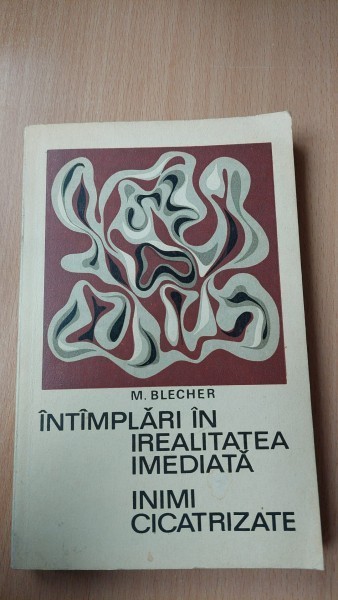 M. BLECHER
ÎNTÎMPLĂRI ÎN
IREALITATEA
IMEDIATĂ
INIMI
CICATRIZATE